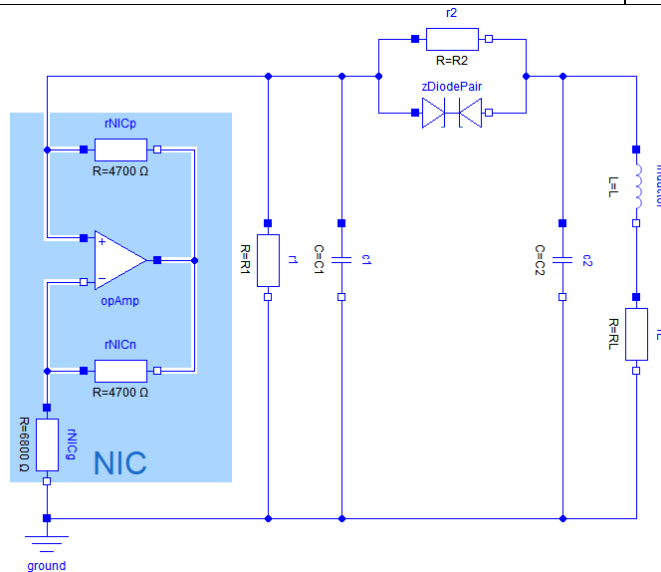 r2
R=R2
zDiodePair
rNICp
R=4700 Ω
+
−
opAmp
rNICn
R=4700 Ω
R=6800 Ω
rNICg
NIC
R=R1
r1
C=C1
c1
C=C2
c2
L=L
R=RL
ground